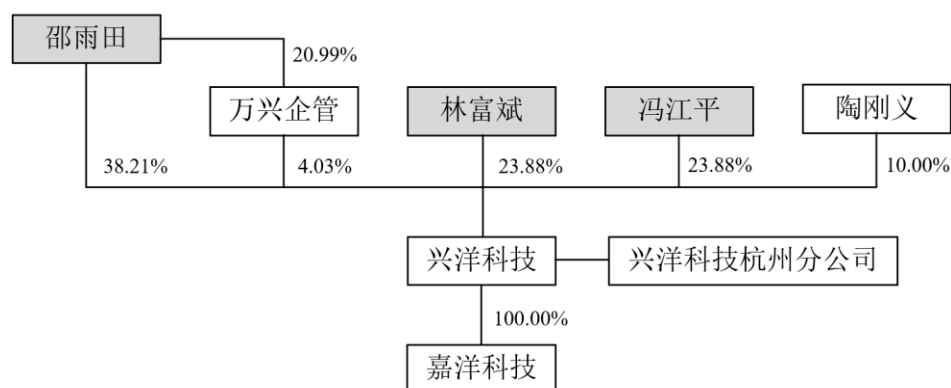 邵雨田
20.99%
万兴企管
林富斌
冯江平
陶刚义
38.21%
4.03%
23.88%
23.88%
10.00%
兴洋科技
兴洋科技杭州分公司
100.00%
嘉洋科技